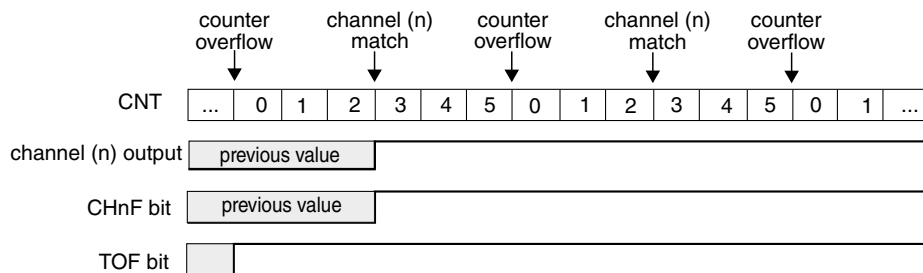 counter overflow
channel (n) match
counter overflow
channel (n) match
counter overflow
CNT ... 0 1 2 3 4 5 0 1 2 3 4 5 0 1 ...
channel (n) output previous value
CHnF bit previous value
TOF bit